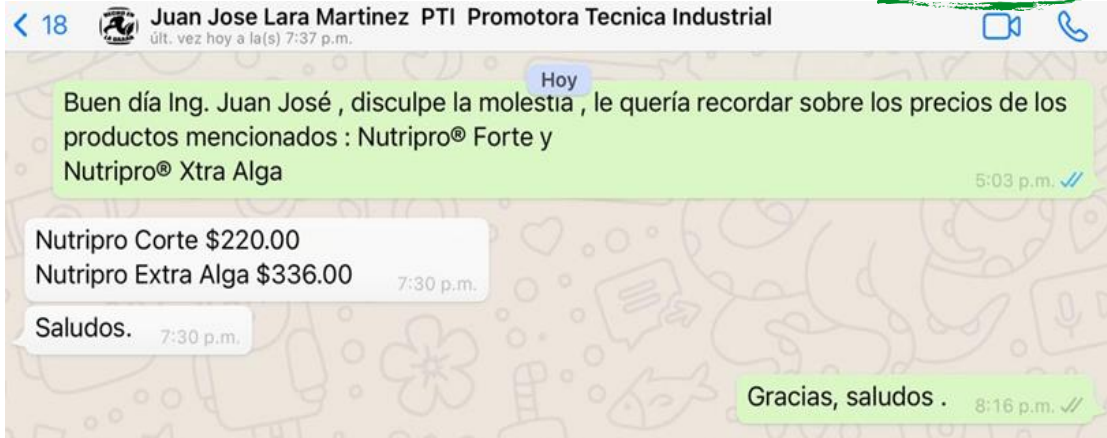 18
Juan Jose Lara Martinez PTI Promotora Tecnica Industrial
últ. vez hoy a la(s) 7:37 p.m.
Hoy
Buen día Ing. Juan José , disculpe la molestia , le quería recordar sobre los precios de los
productos mencionados : Nutripro® Forte y
Nutripro® Xtra Alga
5:03 p.m.
Nutripro Corte $220.00
Nutripro Extra Alga $336.00
7:30 p.m.
Saludos.
7:30 p.m.
Gracias, saludos .
8:16 p.m.